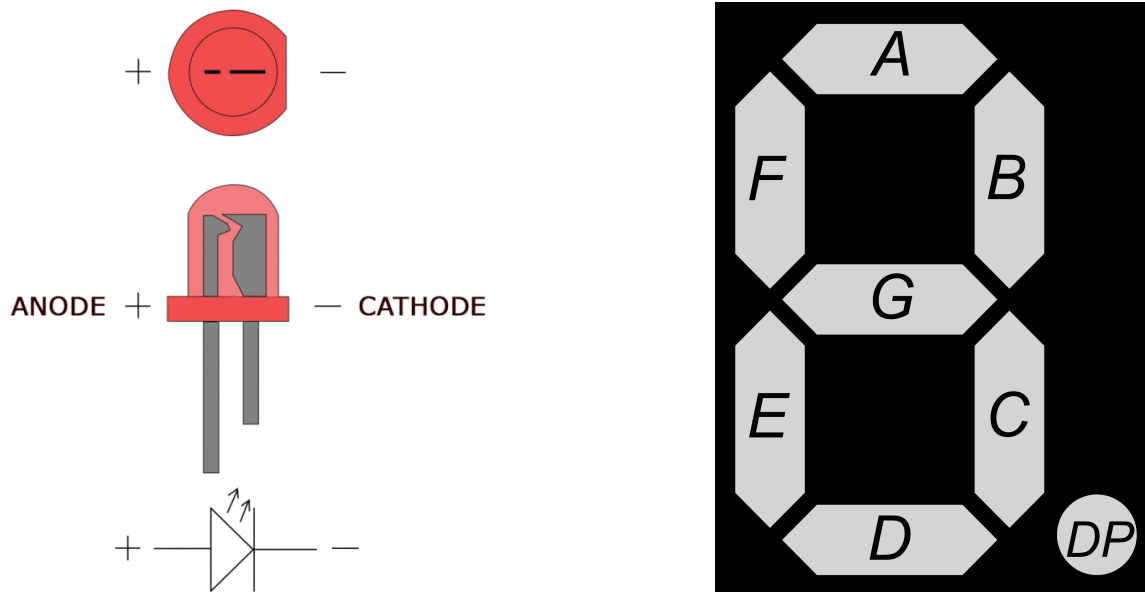 + −
ANODE + − CATHODE
+ −
A
F B
G
E C
D DP